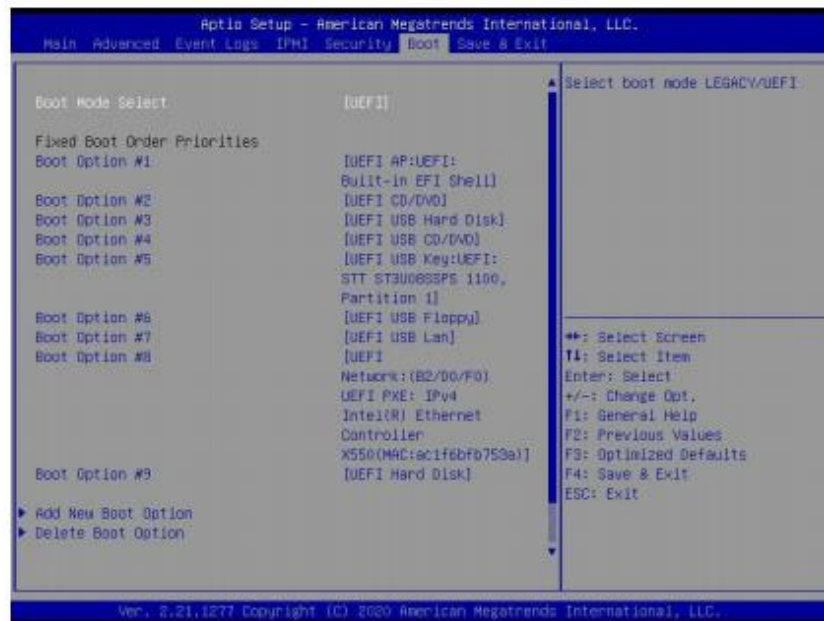 Aptio Setup - American Megatrends International, LLC.
Main Advanced Event Logs IPMI Security Boot Save & Exit
Boot Mode Select [UEFI]
Select boot mode LEGACY/UEFI
Fixed Boot Order Priorities
Boot Option #1 [UEFI AP:UEFI:
Built-in EFI Shell]
Boot Option #2 [UEFI CD/DVD]
Boot Option #3 [UEFI USB Hard Disk]
Boot Option #4 [UEFI USB CD/DVD]
Boot Option #5 [UEFI USB Key:UEFI:
STT ST3U08SSPS 1100,
Partition 1]
Boot Option #6 [UEFI USB Floppy]
Boot Option #7 [UEFI USB Lan]
Boot Option #8 [UEFI
Network:(B2/D0/F0)
UEFI PXE: IPv4
Intel(R) Ethernet
Controller
X550(MAC:ac1f6bfb753a)]
Boot Option #9 [UEFI Hard Disk]
Add New Boot Option
Delete Boot Option
→←: Select Screen
↑↓: Select Item
Enter: Select
+/-: Change Opt.
F1: General Help
F2: Previous Values
F3: Optimized Defaults
F4: Save & Exit
ESC: Exit
Ver. 2.21.1277 Copyright (C) 2020 American Megatrends International, LLC.